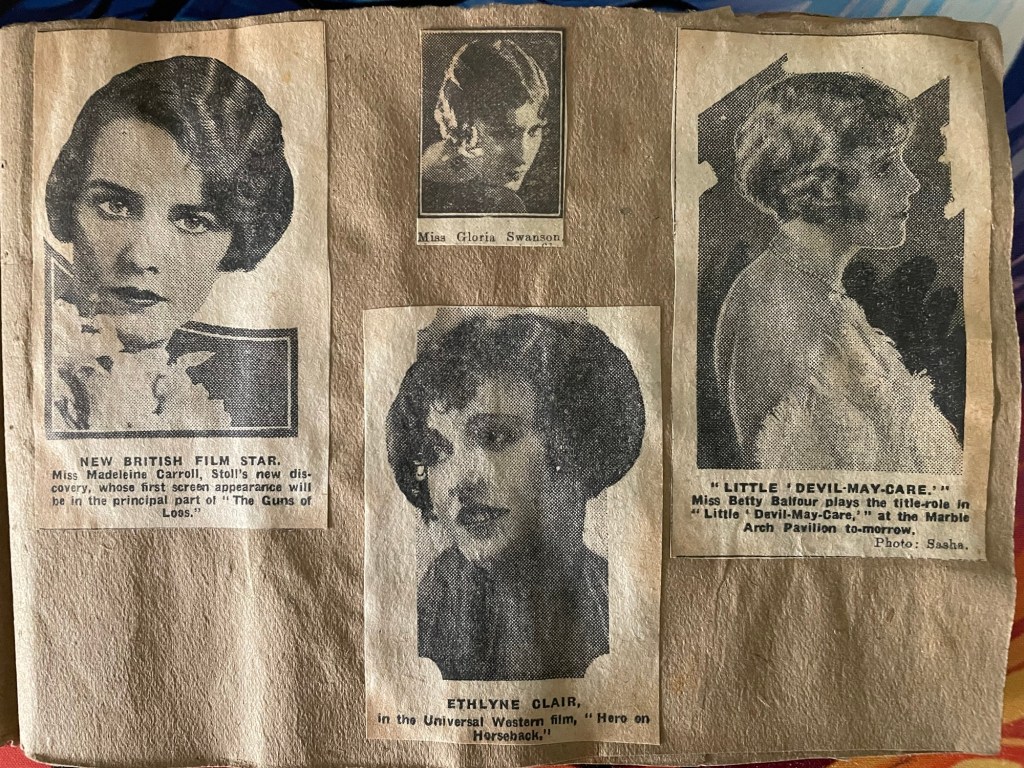 NEW BRITISH FILM STAR.
Miss Madeleine Carroll, Stoll's new dis-
covery, whose first screen appearance will
be in the principal part of "The Guns of
Loos."
Miss Gloria Swanson
"LITTLE 'DEVIL-MAY-CARE.'"
Miss Betty Balfour plays the title-role in
"Little 'Devil-May-Care,'" at the Marble
Arch Pavilion to-morrow.
Photo: Sasha.
ETHLYNE CLAIR,
in the Universal Western film, "Hero on
Horseback."